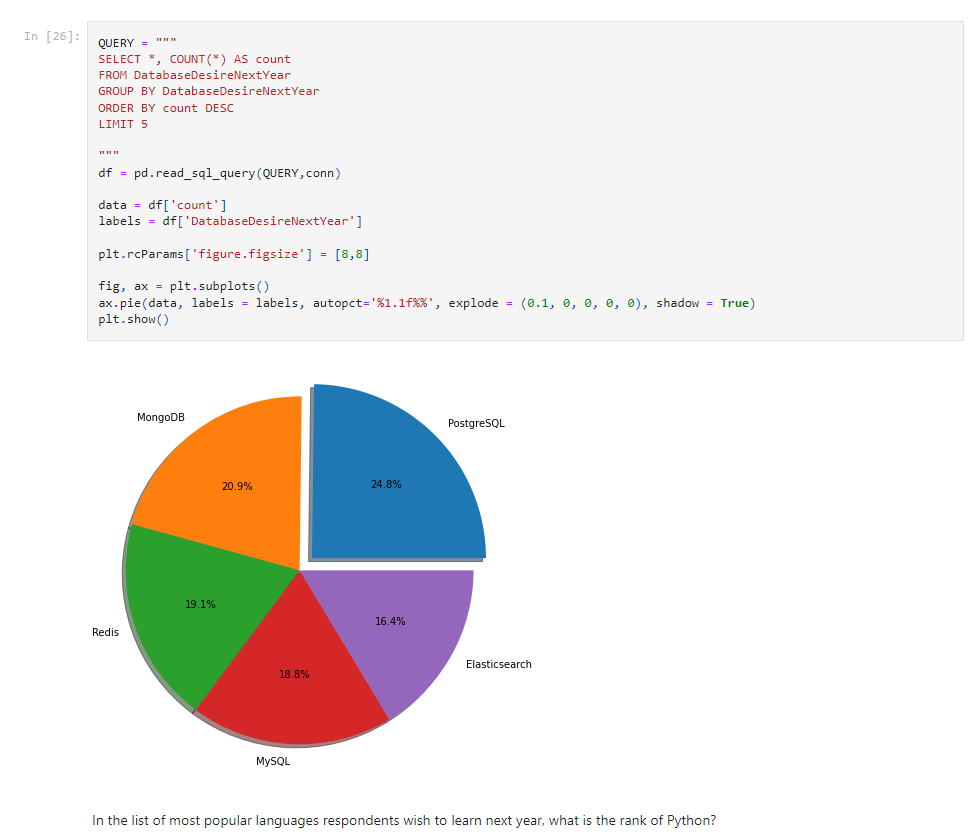 In [26]:
QUERY = """
SELECT *, COUNT(*) AS count
FROM DatabaseDesireNextYear
GROUP BY DatabaseDesireNextYear
ORDER BY count DESC
LIMIT 5
"""
df = pd.read_sql_query(QUERY,conn)
data = df['count']
labels = df['DatabaseDesireNextYear']
plt.rcParams['figure.figsize'] = [8,8]
fig, ax = plt.subplots()
ax.pie(data, labels = labels, autopct='%1.1f%%', explode = (0.1, 0, 0, 0, 0), shadow = True)
plt.show()
MongoDB
PostgreSQL
20.9%
24.8%
19.1%
16.4%
Redis
Elasticsearch
18.8%
MySQL
In the list of most popular languages respondents wish to learn next year, what is the rank of Python?